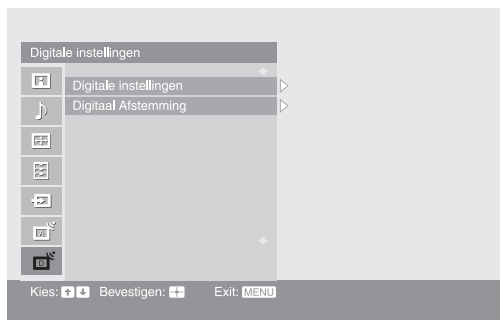 Digitale instellingen
Digitale instellingen
Digitaal Afstemming
Kies: Bevestigen: Exit: MENU